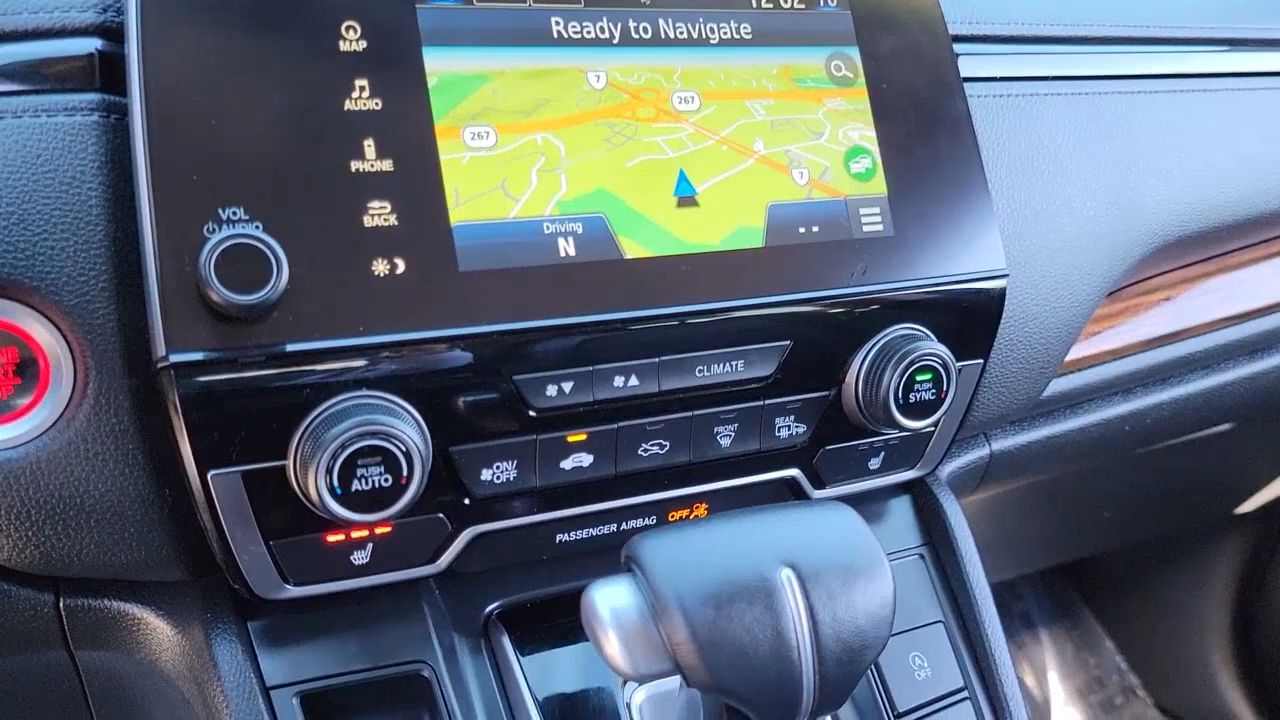 Ready to Navigate
MAP
7
267
AUDIO
267
PHONE
7
BACK
VOL
AUDIO
Driving
N
--
CLIMATE
PUSH
SYNC
FRONT
REAR
ON/
OFF
PUSH
AUTO
PASSENGER AIRBAG OFF
OFF